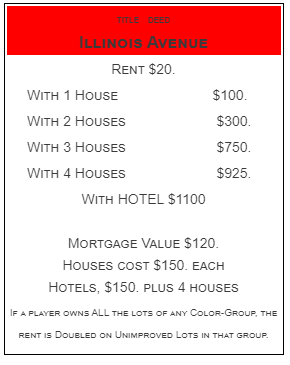 TITLE DEED
ILLINOIS AVENUE
RENT $20.
WITH 1 HOUSE $100.
WITH 2 HOUSES $300.
WITH 3 HOUSES $750.
WITH 4 HOUSES $925.
WITH HOTEL $1100
MORTGAGE VALUE $120.
HOUSES COST $150. EACH
HOTELS, $150. PLUS 4 HOUSES
IF A PLAYER OWNS ALL THE LOTS OF ANY COLOR-GROUP, THE
RENT IS DOUBLED ON UNIMPROVED LOTS IN THAT GROUP.